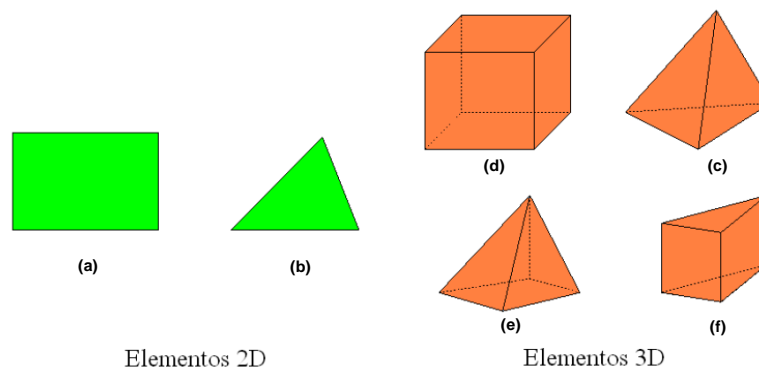 (d)
(c)
(a)
(b)
(e)
(f)
Elementos 2D
Elementos 3D